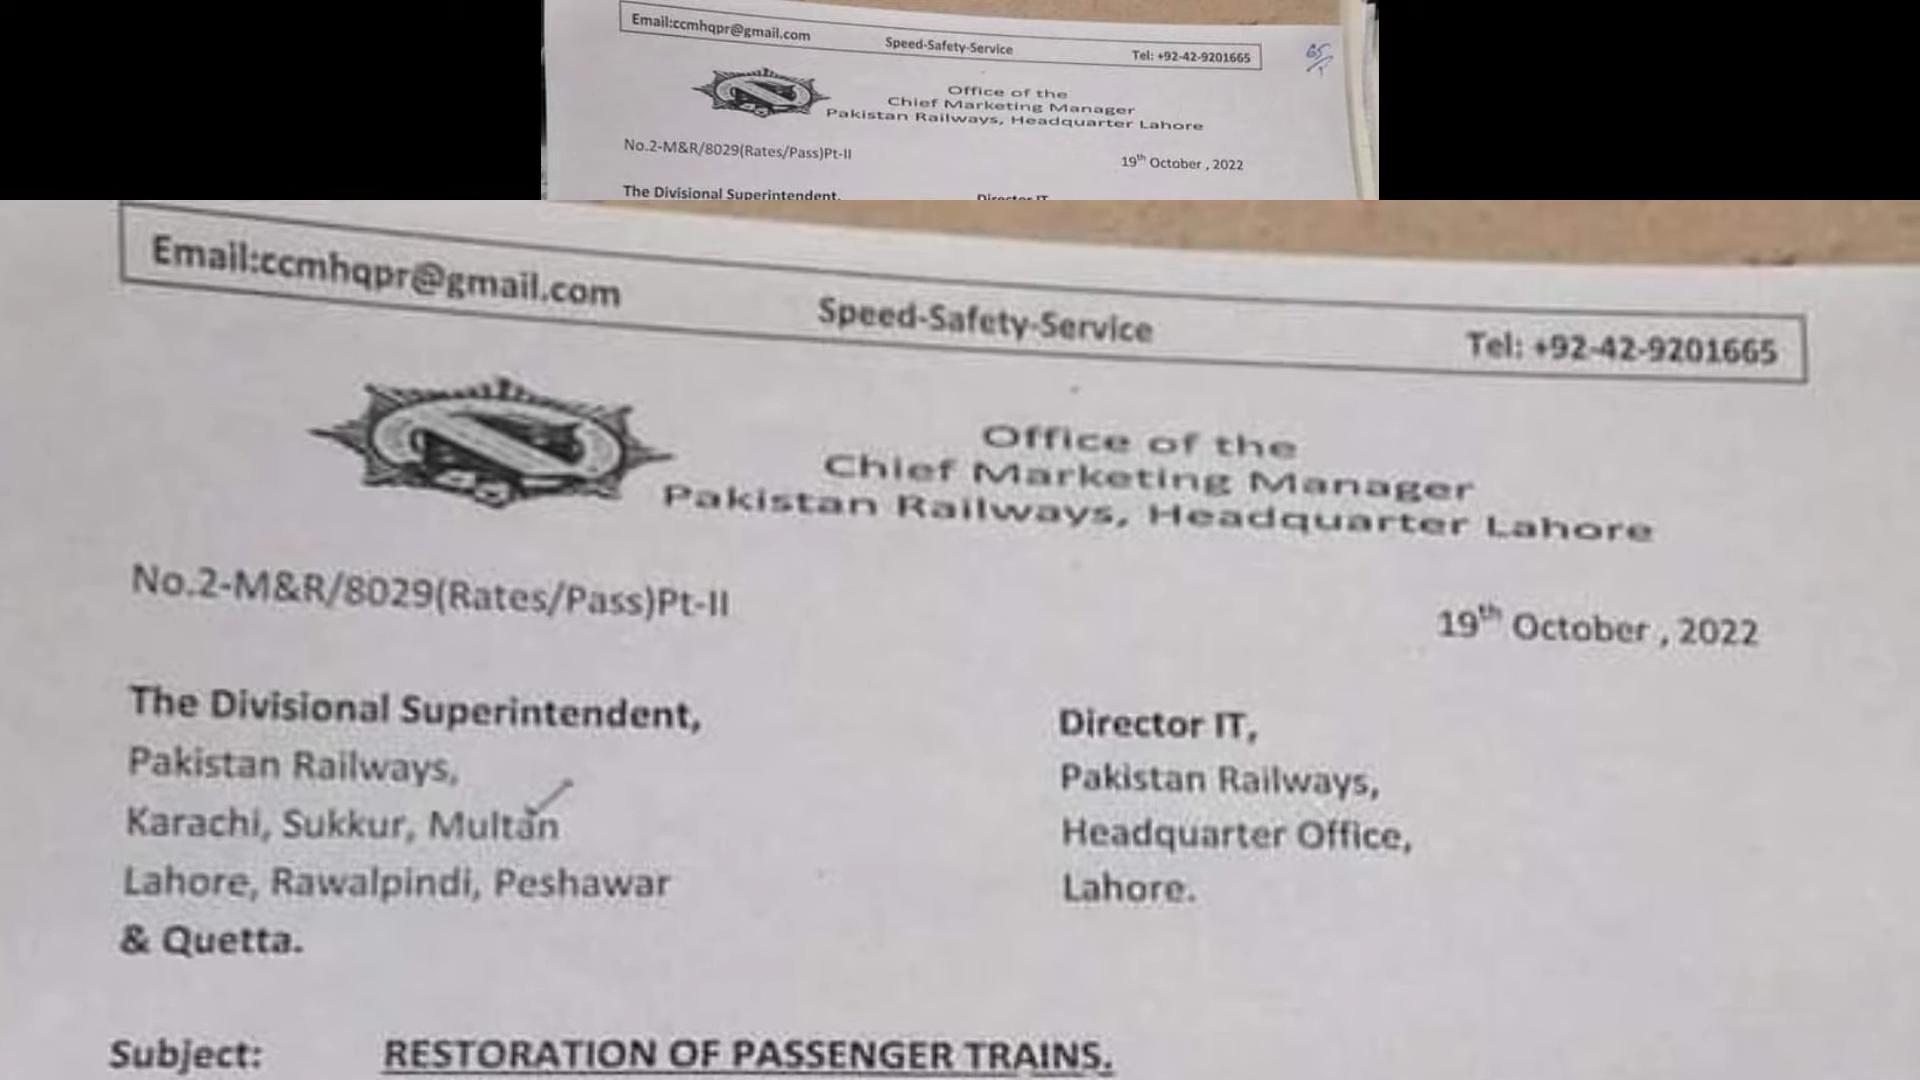 Email:ccmhqpr@gmail.com Speed-Safety-Service Tel: +92-42-9201665
65/1
Office of the
Chief Marketing Manager
Pakistan Railways, Headquarter Lahore
No.2-M&R/8029(Rates/Pass)Pt-II 19th October , 2022
The Divisional Superintendent, Director IT
Email:ccmhqpr@gmail.com Speed-Safety-Service Tel: +92-42-9201665
Office of the
Chief Marketing Manager
Pakistan Railways, Headquarter Lahore
No.2-M&R/8029(Rates/Pass)Pt-II 19th October , 2022
The Divisional Superintendent, Director IT,
Pakistan Railways, Pakistan Railways,
Karachi, Sukkur, Multan Headquarter Office,
Lahore, Rawalpindi, Peshawar Lahore.
& Quetta.
Subject: RESTORATION OF PASSENGER TRAINS.